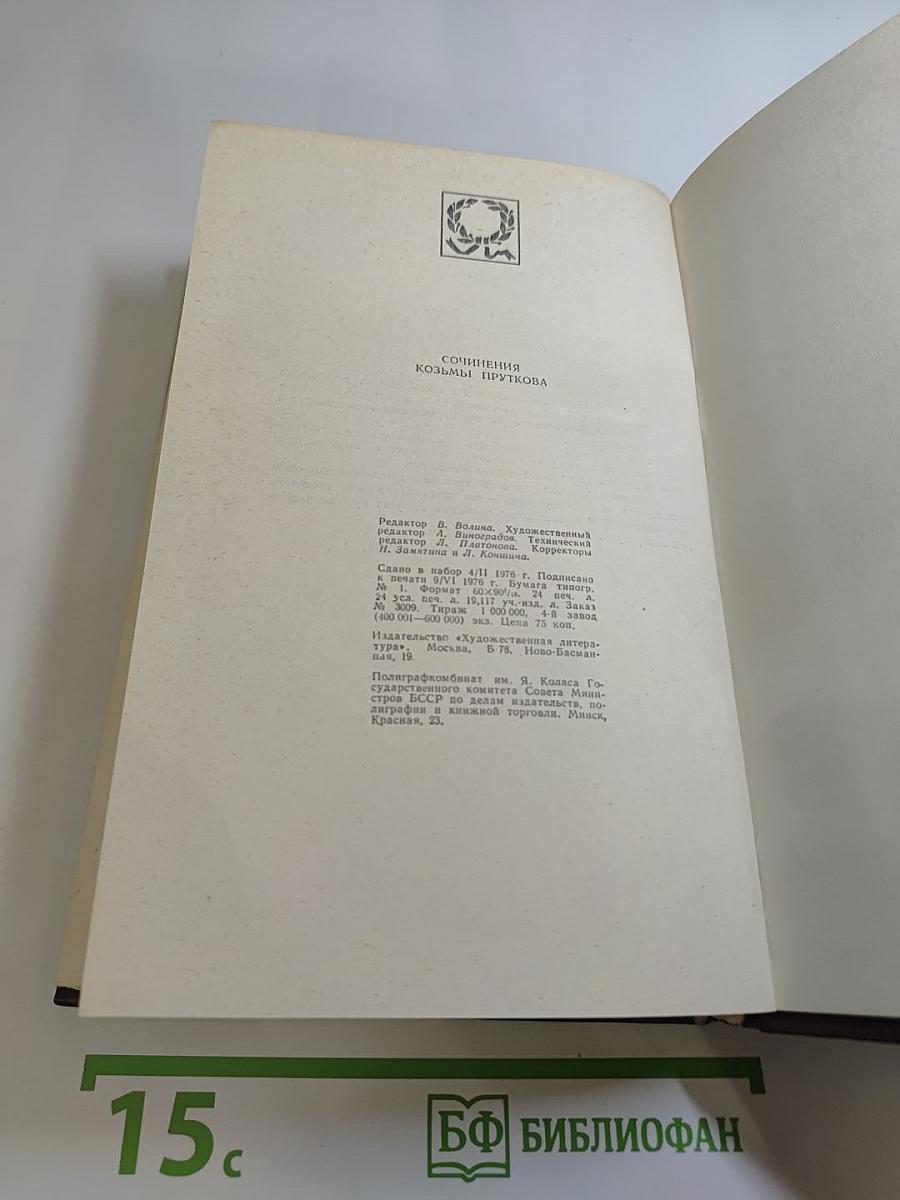 СОЧИНЕНИЯ
КОЗЬМЫ ПРУТКОВА
Редактор В. Волина. Художественный
редактор А. Виноградов. Технический
редактор Л. Платонова. Корректоры
Н. Замятина и Л. Коншина.
Сдано в набор 4/II 1976 г. Подписано
к печати 9/VI 1976 г. Бумага типогр.
№ 1. Формат 60×90¹/₁₆. 24 печ. л.
24 усл. печ. л. 19,117 уч.-изд. л. Заказ
№ 3009. Тираж 1 000 000, 4-й завод
(400 001—600 000) экз. Цена 75 коп.
Издательство «Художественная литера-
тура». Москва, Б-78, Ново-Басман-
ная, 19.
Полиграфкомбинат им. Я. Коласа Го-
сударственного комитета Совета Мини-
стров БССР по делам издательств, по-
лиграфии и книжной торговли. Минск,
Красная, 23.
15 с
БФ БИБЛИОФАН